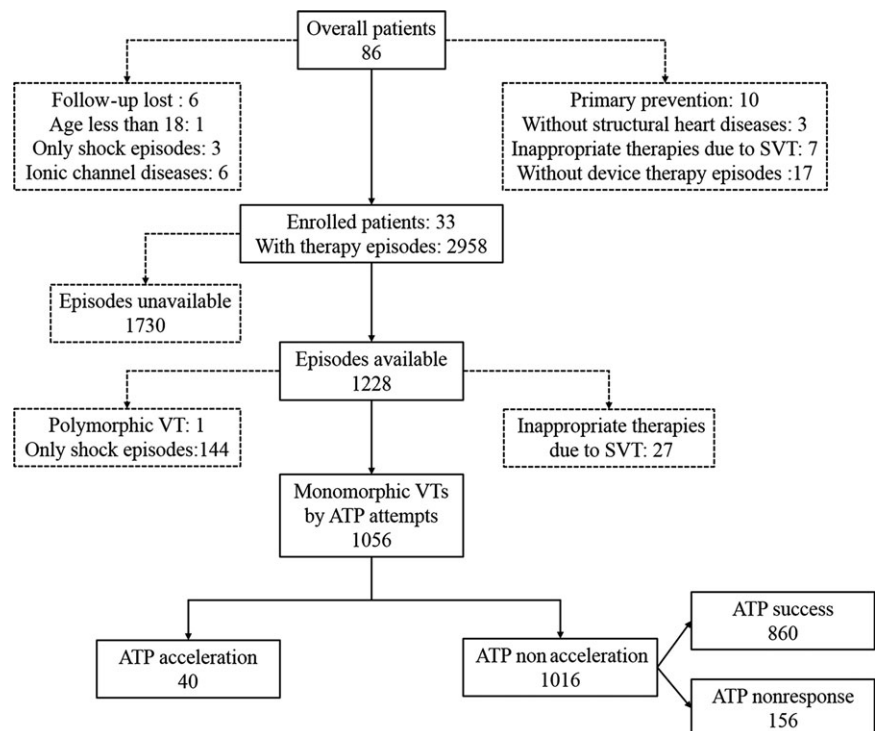 Overall patients
86
Follow-up lost : 6
Age less than 18: 1
Only shock episodes: 3
Ionic channel diseases: 6
Primary prevention: 10
Without structural heart diseases: 3
Inappropriate therapies due to SVT: 7
Without device therapy episodes :17
Enrolled patients: 33
With therapy episodes: 2958
Episodes unavailable
1730
Episodes available
1228
Polymorphic VT: 1
Only shock episodes:144
Inappropriate therapies
due to SVT: 27
Monomorphic VTs
by ATP attempts
1056
ATP acceleration
40
ATP non acceleration
1016
ATP success
860
ATP nonresponse
156